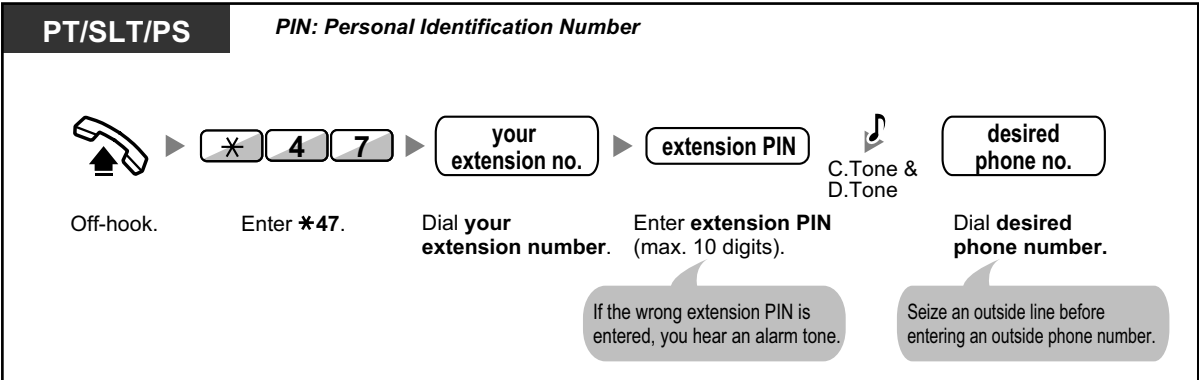 PT/SLT/PS
PIN: Personal Identification Number
* 4 7
your
extension no.
extension PIN
C.Tone &
D.Tone
desired
phone no.
Off-hook.
Enter *47.
Dial your
extension number.
Enter extension PIN
(max. 10 digits).
Dial desired
phone number.
If the wrong extension PIN is
entered, you hear an alarm tone.
Seize an outside line before
entering an outside phone number.